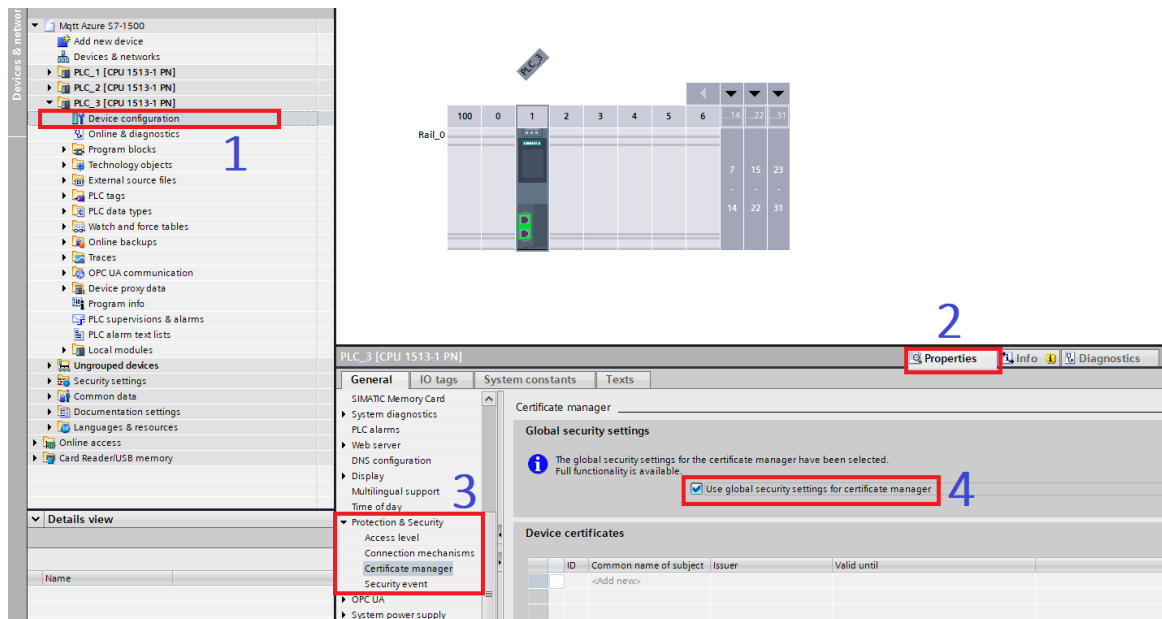 Devices & networ
Mqtt Azure S7-1500
Add new device
Devices & networks
PLC_1 [CPU 1513-1 PN]
PLC_2 [CPU 1513-1 PN]
PLC_3 [CPU 1513-1 PN]
Device configuration
1
Online & diagnostics
Program blocks
Technology objects
External source files
PLC tags
PLC data types
Watch and force tables
Online backups
Traces
OPC UA communication
Device proxy data
Program info
PLC supervisions & alarms
PLC alarm text lists
Local modules
Ungrouped devices
Security settings
Common data
Documentation settings
Languages & resources
Online access
Card Reader/USB memory
Details view
Name
PLC_3
100 0 1 2 3 4 5 6 ...14 ...22 ...31
Rail_0
SIEMENS
7 15 23
- - -
14 22 31
2
PLC_3 [CPU 1513-1 PN]
Properties Info Diagnostics
General IO tags System constants Texts
SIMATIC Memory Card
System diagnostics
PLC alarms
Web server
DNS configuration
Display
Multilingual support
Time of day
3
Protection & Security
Access level
Connection mechanisms
Certificate manager
Security event
OPC UA
System power supply
Certificate manager
Global security settings
The global security settings for the certificate manager have been selected.
Full functionality is available.
Use global security settings for certificate manager
4
Device certificates
ID Common name of subject Issuer Valid until
<Add new>